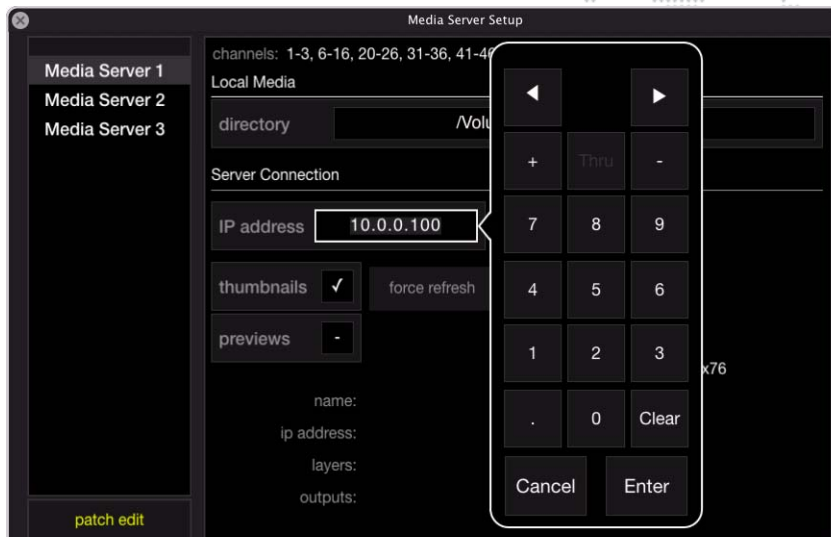 Media Server Setup
Media Server 1
Media Server 2
Media Server 3
patch edit
channels: 1-3, 6-16, 20-26, 31-36,
Local Media
directory
Server Connection
IP address 10.0.0.100
thumbnails ✓ force refresh
previews -
x76
name:
ip address:
layers:
outputs:
+ Thru -
7 8 9
4 5 6
1 2 3
. 0 Clear
Cancel Enter